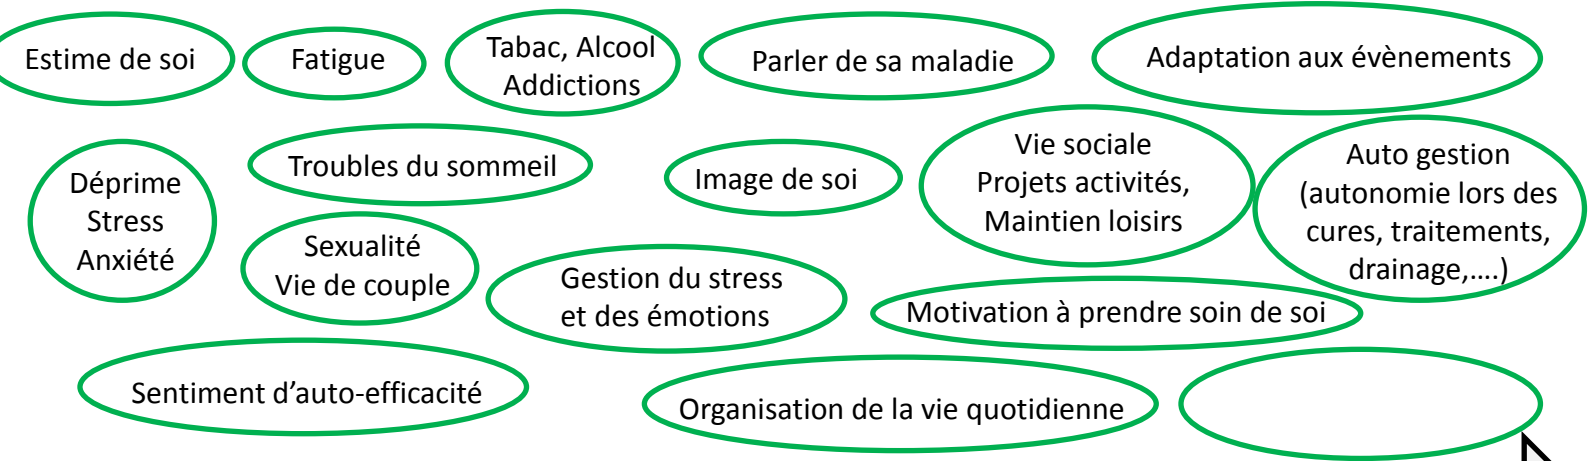 Estime de soi
Fatigue
Tabac, Alcool
Addictions
Parler de sa maladie
Adaptation aux évènements
Déprime
Stress
Anxiété
Troubles du sommeil
Image de soi
Vie sociale
Projets activités,
Maintien loisirs
Auto gestion
(autonomie lors des
cures, traitements,
drainage,....)
Sexualité
Vie de couple
Gestion du stress
et des émotions
Motivation à prendre soin de soi
Sentiment d’auto-efficacité
Organisation de la vie quotidienne